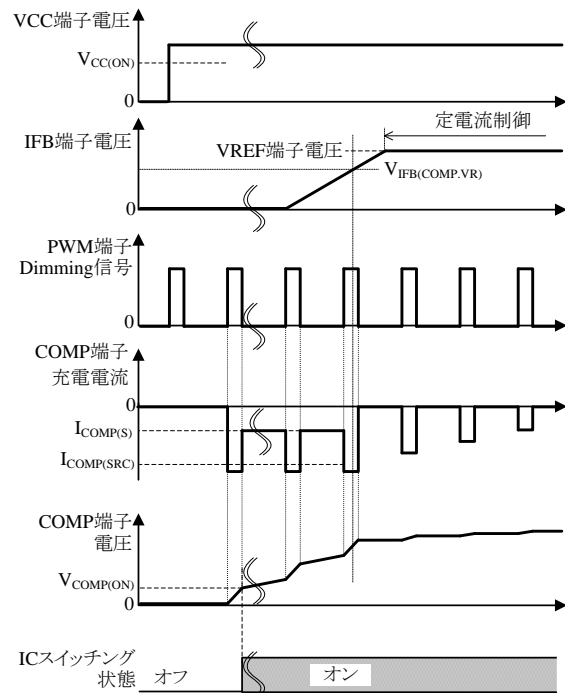 VCC端子電圧
VCC(ON)
0
定電流制御
IFB端子電圧
VREF端子電圧
VIFB(COMP.VR)
0
PWM端子
Dimming信号
0
COMP端子
充電電流
0
ICOMP(S)
ICOMP(SRC)
COMP端子
電圧
VCOMP(ON)
0
ICスイッチング
状態
オフ
オン